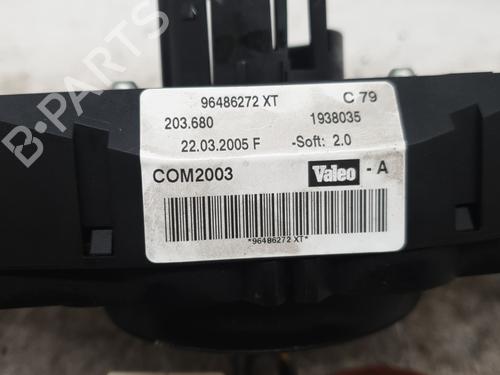 B-PARTS
96486272 XT C 79
203.680 1938035
22.03.2005 F -Soft: 2.0
COM2003 Valeo - A
*96486272 XT*